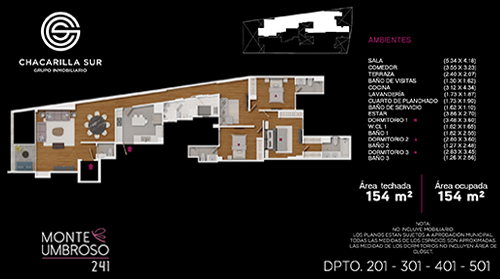 CHACARILLA SUR
GRUPO INMOBILIARIO
AMBIENTES
SALA (5.34 X 4.18)
COMEDOR (3.55 X 3.23)
TERRAZA (2.40 X 2.07)
BAÑO DE VISITAS (1.30 X 1.62)
COCINA (3.12 X 4.34)
LAVANDERÍA (1.73 X 1.87)
CUARTO DE PLANCHADO (1.73 X 1.90)
BAÑO DE SERVICIO (1.62 X 1.10)
ESTAR (3.86 X 2.70)
DORMITORIO 1 (3.48 X 3.60)
W.CL 1 (1.82 X 1.65)
BAÑO 1 (1.82 X 2.55)
DORMITORIO 2 (2.80 X 3.60)
BAÑO 2 (1.27 X 2.48)
DORMITORIO 3 (2.83 X 3.45)
BAÑO 3 (1.26 X 2.56)
Área techada
154 m²
Área ocupada
154 m²
NOTA:
NO INCLUYE MOBILIARIO.
LOS PLANOS ESTAN SUJETOS A APROBACIÓN MUNICIPAL.
TODAS LAS MEDIDAS DE LOS ESPACIOS SON APROXIMADAS.
LAS MEDIDAS DE LOS DORMITORIOS NO INCLUYEN ÁREA DE
CLÓSET.
MONTE
UMBROSO
241
DPTO. 201 - 301 - 401 - 501